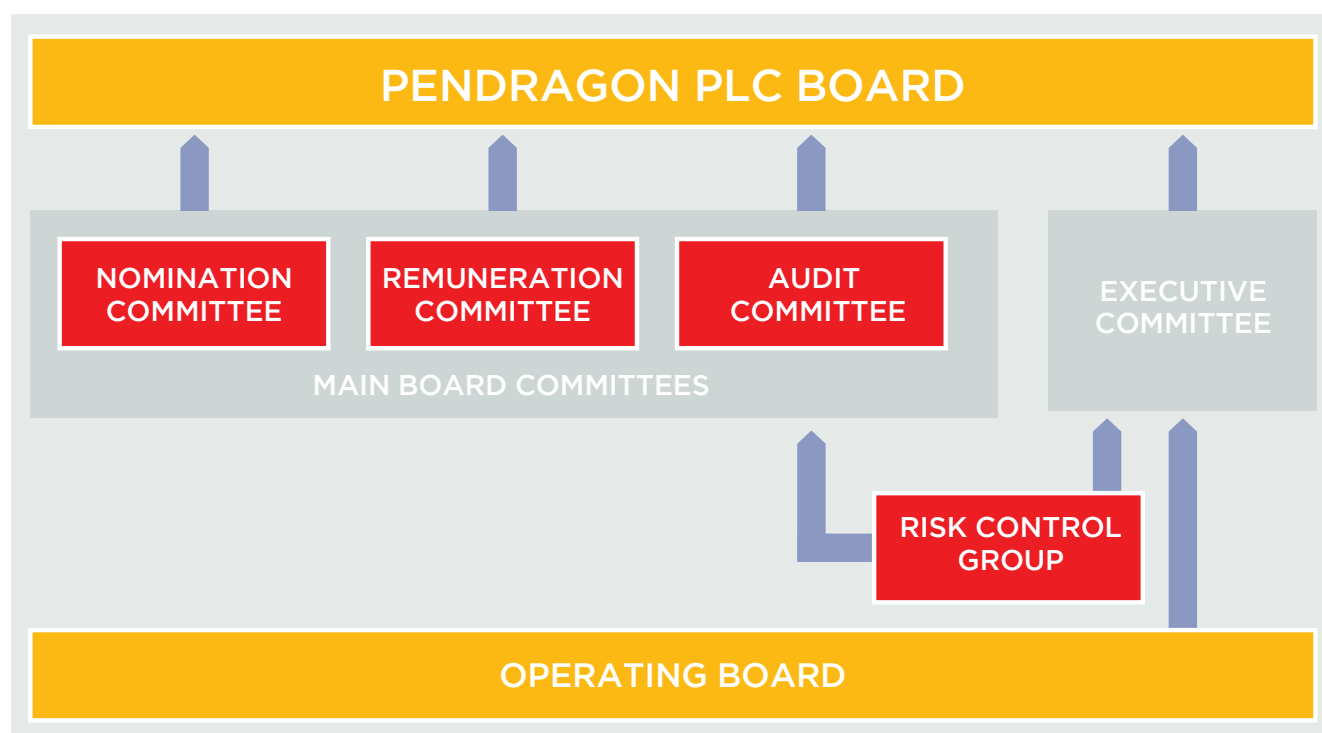 PENDRAGON PLC BOARD
NOMINATION
COMMITTEE
REMUNERATION
COMMITTEE
AUDIT
COMMITTEE
EXECUTIVE
COMMITTEE
MAIN BOARD COMMITTEES
RISK CONTROL
GROUP
OPERATING BOARD